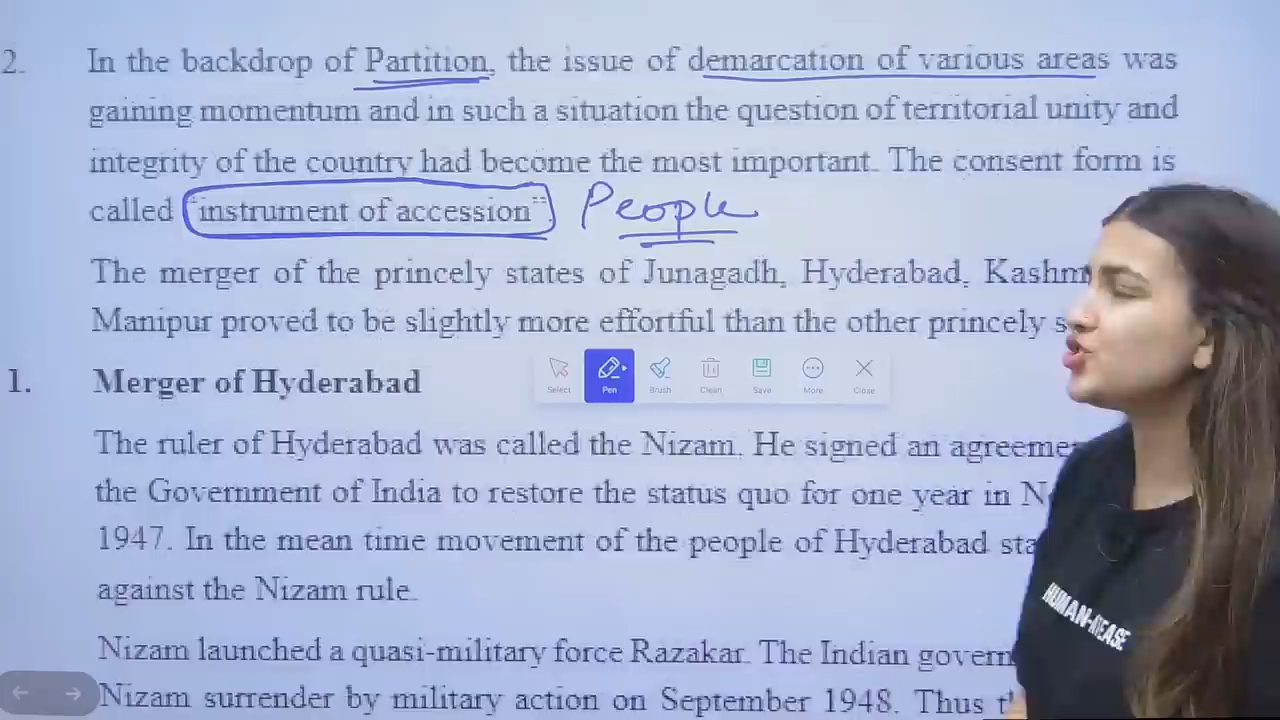 2. In the backdrop of Partition, the issue of demarcation of various areas was
gaining momentum and in such a situation the question of territorial unity and
integrity of the country had become the most important. The consent form is
called "instrument of accession". People
The merger of the princely states of Junagadh, Hyderabad, Kashm
Manipur proved to be slightly more effortful than the other princely s
Select Pen Brush Clean Save More Close
1. Merger of Hyderabad
The ruler of Hyderabad was called the Nizam. He signed an agreeme
the Government of India to restore the status quo for one year in N
1947. In the mean time movement of the people of Hyderabad sta
against the Nizam rule.
HUMAN-
Nizam launched a quasi-military force Razakar. The Indian govern
Nizam surrender by military action on September 1948. Thus t